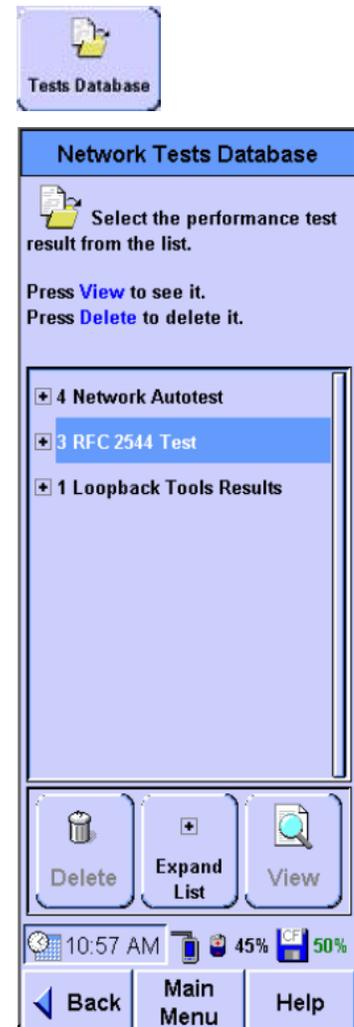 Tests Database
Network Tests Database
Select the performance test
result from the list.
Press View to see it.
Press Delete to delete it.
4 Network Autotest
3 RFC 2544 Test
1 Loopback Tools Results
Delete
Expand
List
View
10:57 AM
45%
CF
50%
Back
Main
Menu
Help